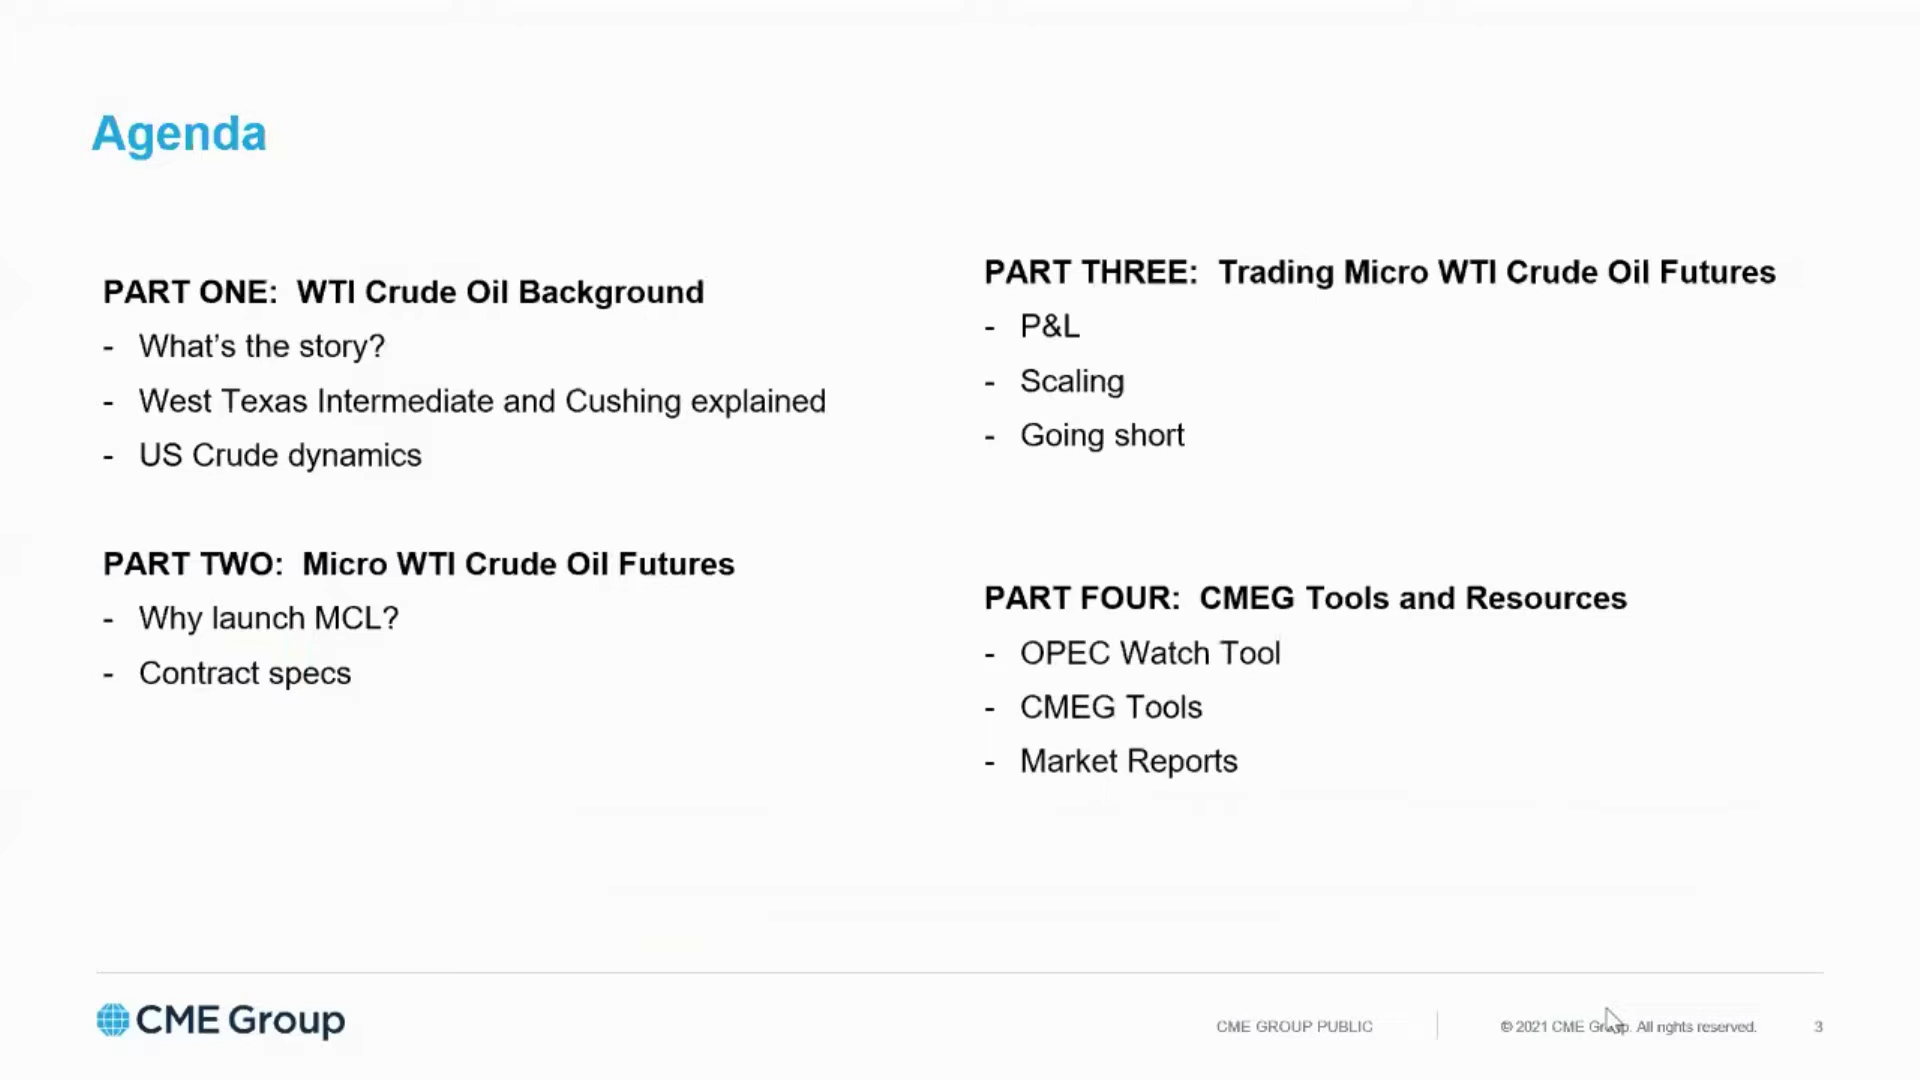 Agenda
PART ONE:  WTI Crude Oil Background
- What’s the story?
- West Texas Intermediate and Cushing explained
- US Crude dynamics
PART TWO:  Micro WTI Crude Oil Futures
- Why launch MCL?
- Contract specs
PART THREE:  Trading Micro WTI Crude Oil Futures
- P&L
- Scaling
- Going short
PART FOUR:  CMEG Tools and Resources
- OPEC Watch Tool
- CMEG Tools
- Market Reports
CME Group
CME GROUP PUBLIC
© 2021 CME Group. All rights reserved.
3